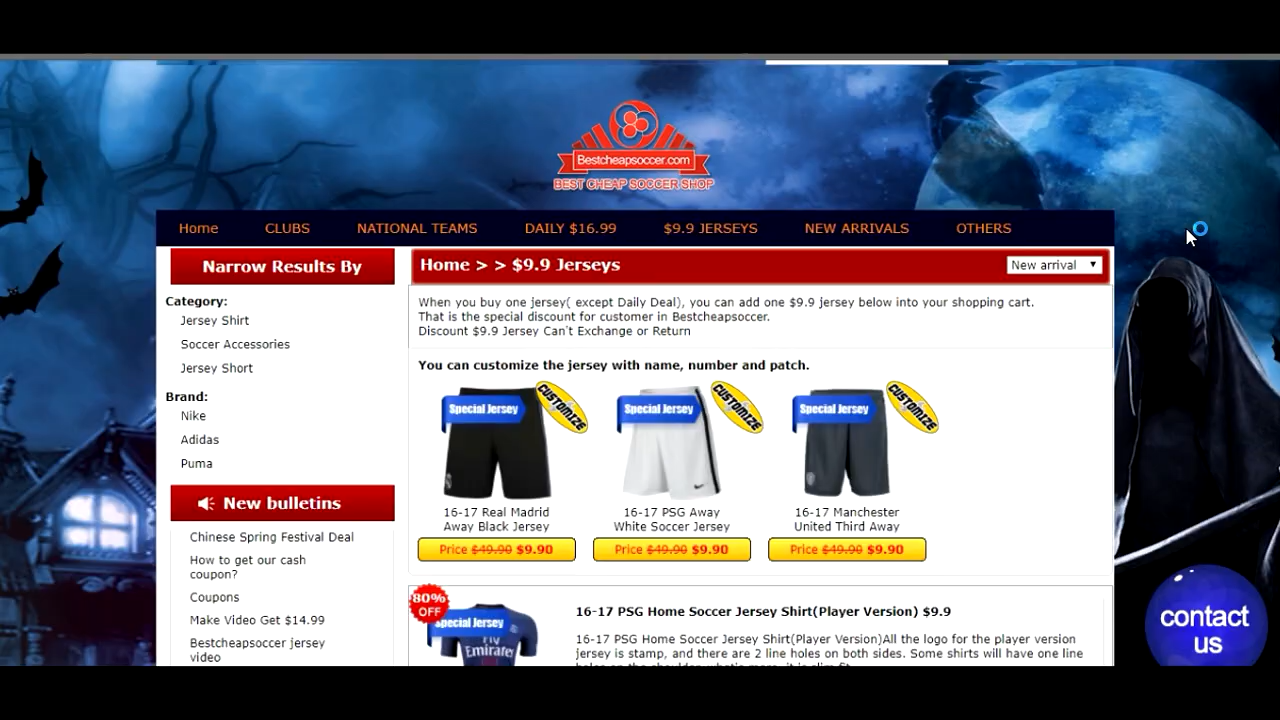 Bestcheapsoccer.com
BEST CHEAP SOCCER SHOP
Home CLUBS NATIONAL TEAMS DAILY $16.99 $9.9 JERSEYS NEW ARRIVALS OTHERS
Narrow Results By
Category:
Jersey Shirt
Soccer Accessories
Jersey Short
Brand:
Nike
Adidas
Puma
New bulletins
Chinese Spring Festival Deal
How to get our cash
coupon?
Coupons
Make Video Get $14.99
Bestcheapsoccer jersey
video
Home > > $9.9 Jerseys
New arrival
When you buy one jersey( except Daily Deal), you can add one $9.9 jersey below into your shopping cart.
That is the special discount for customer in Bestcheapsoccer.
Discount $9.9 Jersey Can't Exchange or Return
You can customize the jersey with name, number and patch.
Special Jersey CUSTOMIZE
16-17 Real Madrid
Away Black Jersey
Price $49.90 $9.90
Special Jersey CUSTOMIZE
16-17 PSG Away
White Soccer Jersey
Price $49.90 $9.90
Special Jersey CUSTOMIZE
16-17 Manchester
United Third Away
Price $49.90 $9.90
80%
OFF
Special Jersey
Fly
Emirates
16-17 PSG Home Soccer Jersey Shirt(Player Version) $9.9
16-17 PSG Home Soccer Jersey Shirt(Player Version)All the logo for the player version
jersey is stamp, and there are 2 line holes on both sides. Some shirts will have one line
holes on the shoulder, what's more, it is slim fit
contact
us